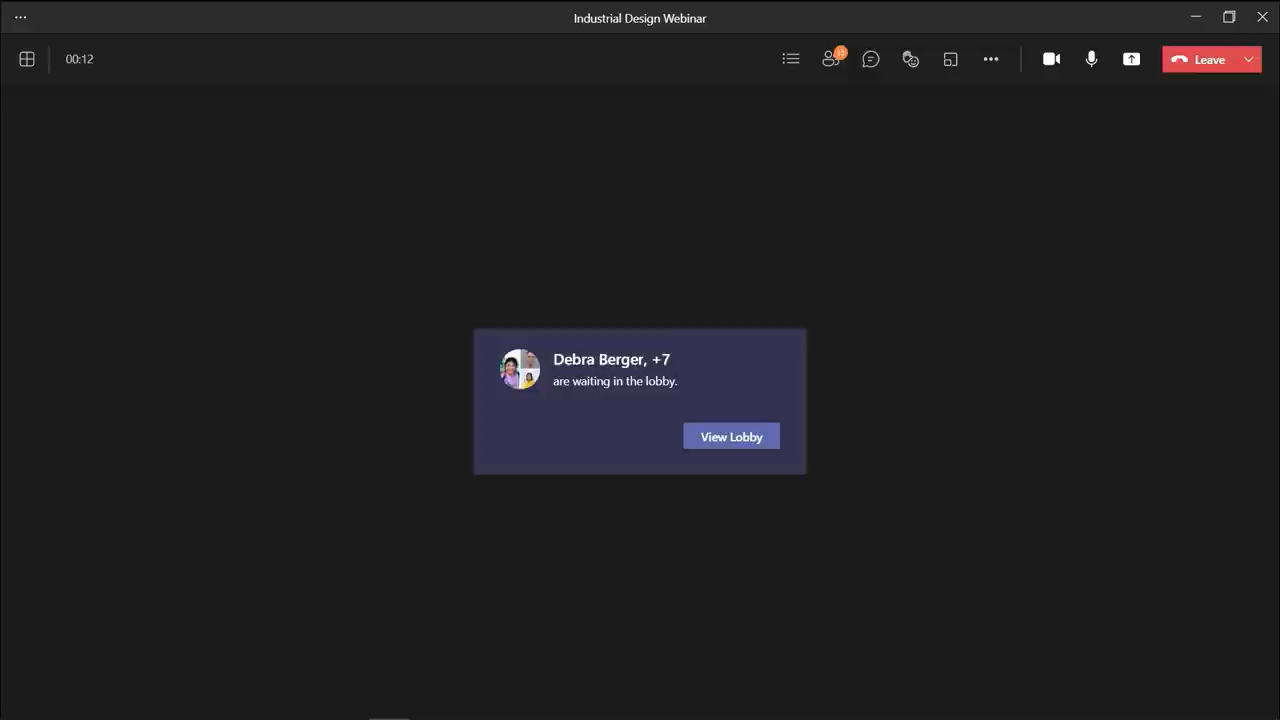 Industrial Design Webinar
00:12
Leave
Debra Berger, +7
are waiting in the lobby.
View Lobby